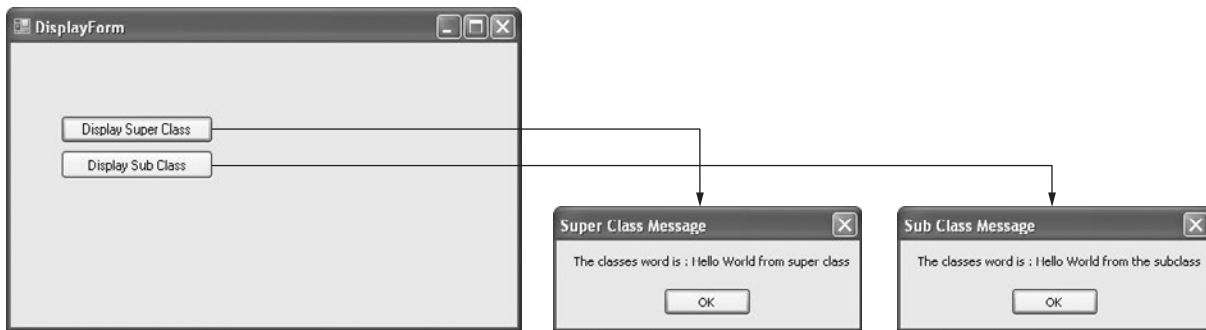 DisplayForm
Display Super Class
Display Sub Class
Super Class Message
The classes word is : Hello World from super class
OK
Sub Class Message
The classes word is : Hello World from the subclass
OK